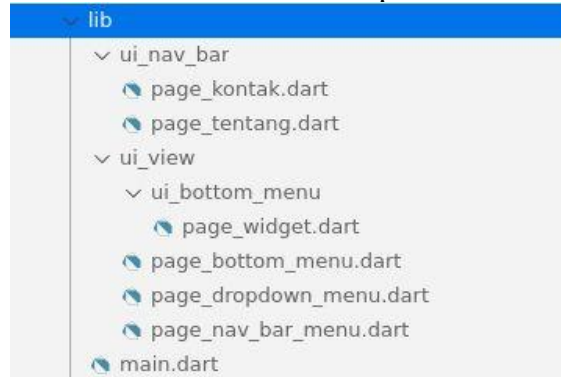 lib
ui_nav_bar
page_kontak.dart
page_tentang.dart
ui_view
ui_bottom_menu
page_widget.dart
page_bottom_menu.dart
page_dropdown_menu.dart
page_nav_bar_menu.dart
main.dart